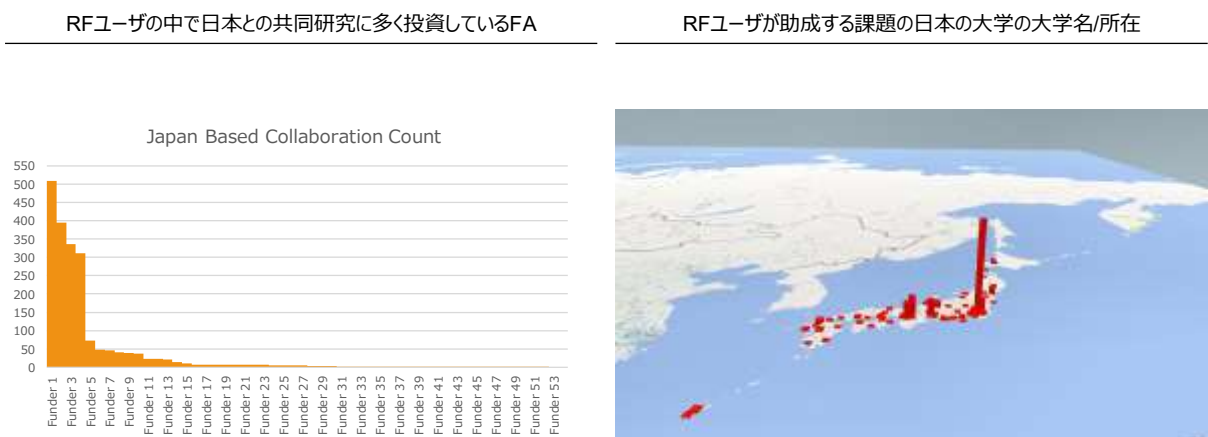 RFユーザの中で日本との共同研究に多く投資しているFA
RFユーザが助成する課題の日本の大学の大学名/所在
Japan Based Collaboration Count
550
500
450
400
350
300
250
200
150
100
50
0
Funder 1
Funder 3
Funder 5
Funder 7
Funder 9
Funder 11
Funder 13
Funder 15
Funder 17
Funder 19
Funder 21
Funder 23
Funder 25
Funder 27
Funder 29
Funder 31
Funder 33
Funder 35
Funder 37
Funder 39
Funder 41
Funder 43
Funder 45
Funder 47
Funder 49
Funder 51
Funder 53